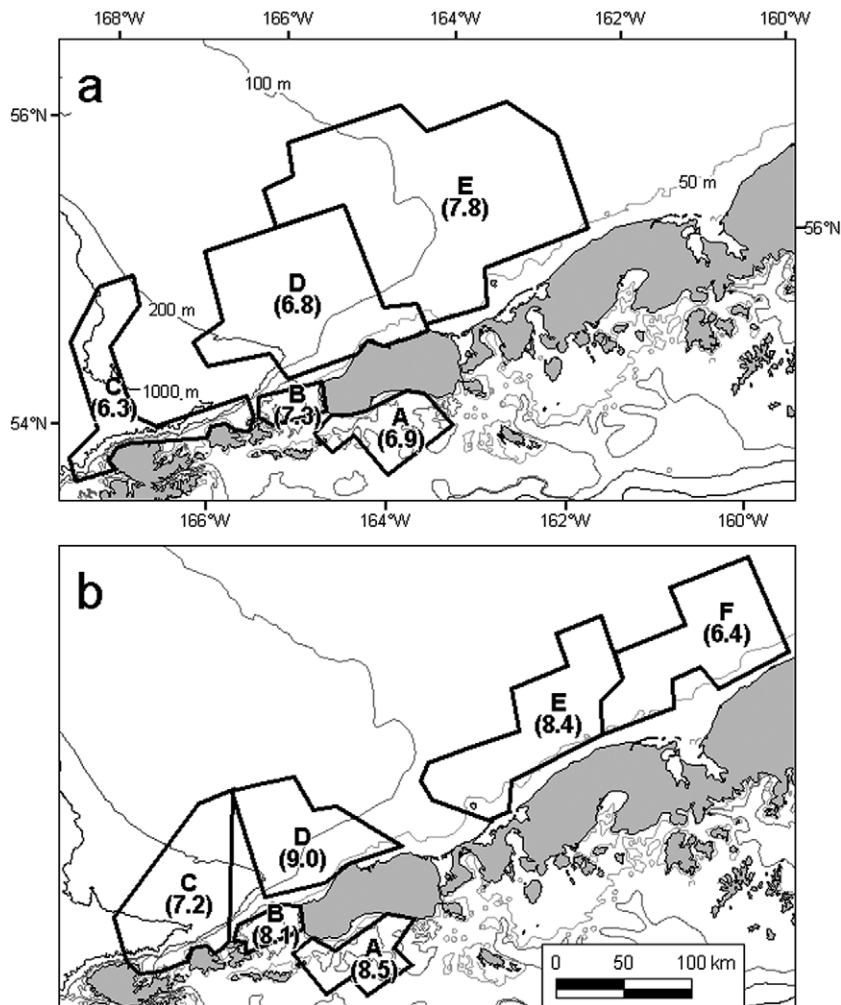 168°W 166°W 164°W 162°W 160°W
a
100 m
56°N
E
(7.8)
50 m
56°N
D
(6.8)
200 m
C
(6.3)
1000 m
B
(7.3)
A
(6.9)
54°N
166°W 164°W 162°W 160°W
b
F
(6.4)
E
(8.4)
D
(9.0)
C
(7.2)
B
(8.1)
A
(8.5)
0 50 100 km